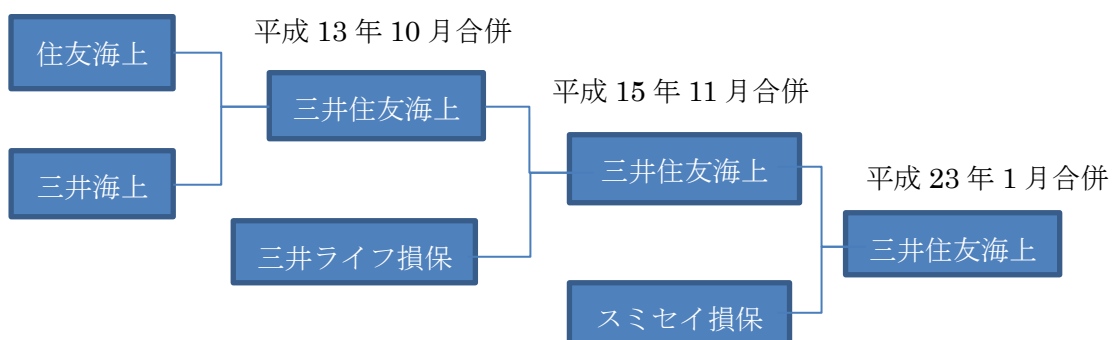 平成 13 年 10 月合併
住友海上
平成 15 年 11 月合併
三井住友海上
三井住友海上
平成 23 年 1 月合併
三井海上
三井ライフ損保
三井住友海上
スミセイ損保